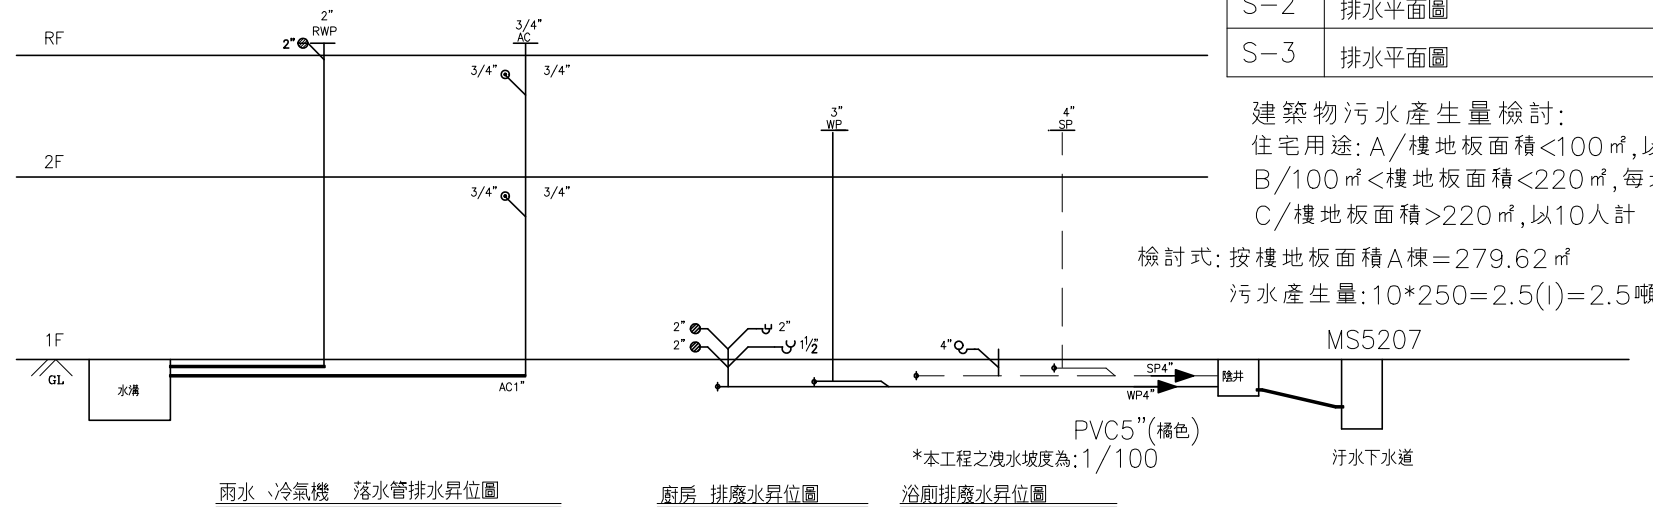 S-2 排水平面圖
S-3 排水平面圖
建築物污水產生量檢討:
住宅用途: A/樓地板面積<100㎡,
B/100㎡<樓地板面積<220㎡,每
C/樓地板面積>220㎡,以10人計
檢討式: 按樓地板面積A棟=279.62㎡
污水產生量:10*250=2.5(l)=2.5噸
2"
RWP
2"
3/4"
AC
RF
3/4" 3/4"
3"
WP
4"
SP
2F
3/4" 3/4"
1F
2" 2"
2" 1½"
4"
MS5207
GL
水溝
AC1"
SP4"
WP4"
陰井
PVC5"(橘色)
*本工程之洩水坡度為:1/100
汙水下水道
雨水、冷氣機 落水管排水昇位圖
廚房 排廢水昇位圖
浴廁排廢水昇位圖